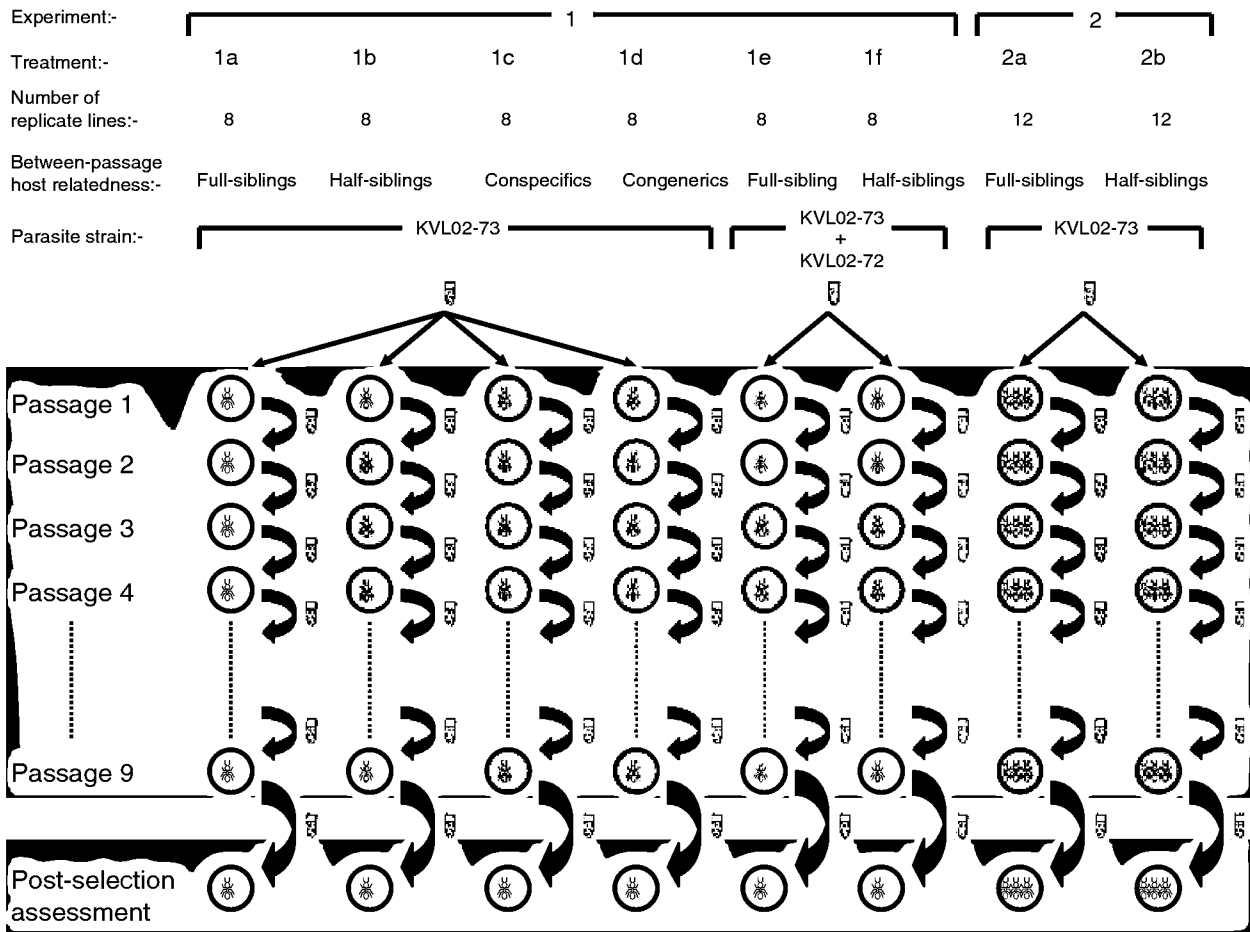 Experiment:- 1 2
Treatment:- 1a 1b 1c 1d 1e 1f 2a 2b
Number of
replicate lines:- 8 8 8 8 8 8 12 12
Between-passage
host relatedness:- Full-siblings Half-siblings Conspecifics Congenerics Full-sibling Half-siblings Full-siblings Half-siblings
Parasite strain:- KVL02-73 KVL02-73 KVL02-73
+
KVL02-72
Passage 1
Passage 2
Passage 3
Passage 4
Passage 9
Post-selection
assessment